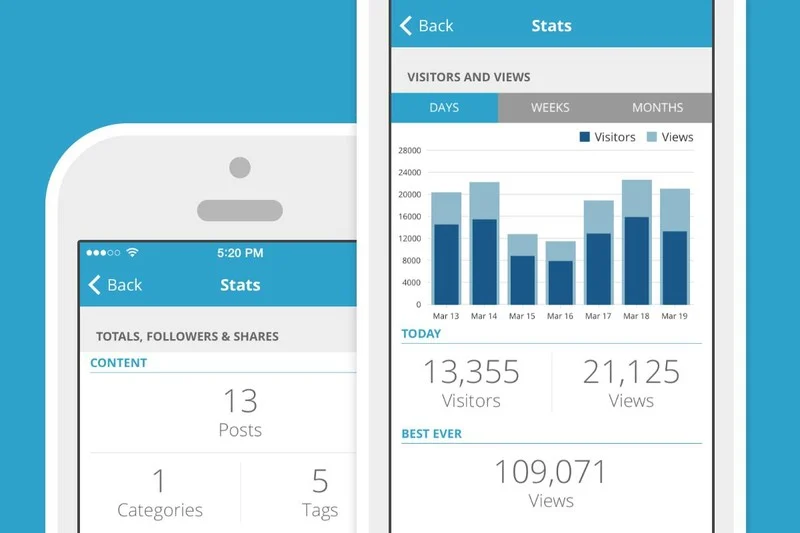 5:20 PM
Back
Stats
TOTALS, FOLLOWERS & SHARES
CONTENT
13
Posts
1
Categories
5
Tags
Back
Stats
VISITORS AND VIEWS
DAYS
WEEKS
MONTHS
Visitors
Views
28000
24000
20000
16000
12000
8000
4000
0
Mar 13
Mar 14
Mar 15
Mar 16
Mar 17
Mar 18
Mar 19
TODAY
13,355
Visitors
21,125
Views
BEST EVER
109,071
Views